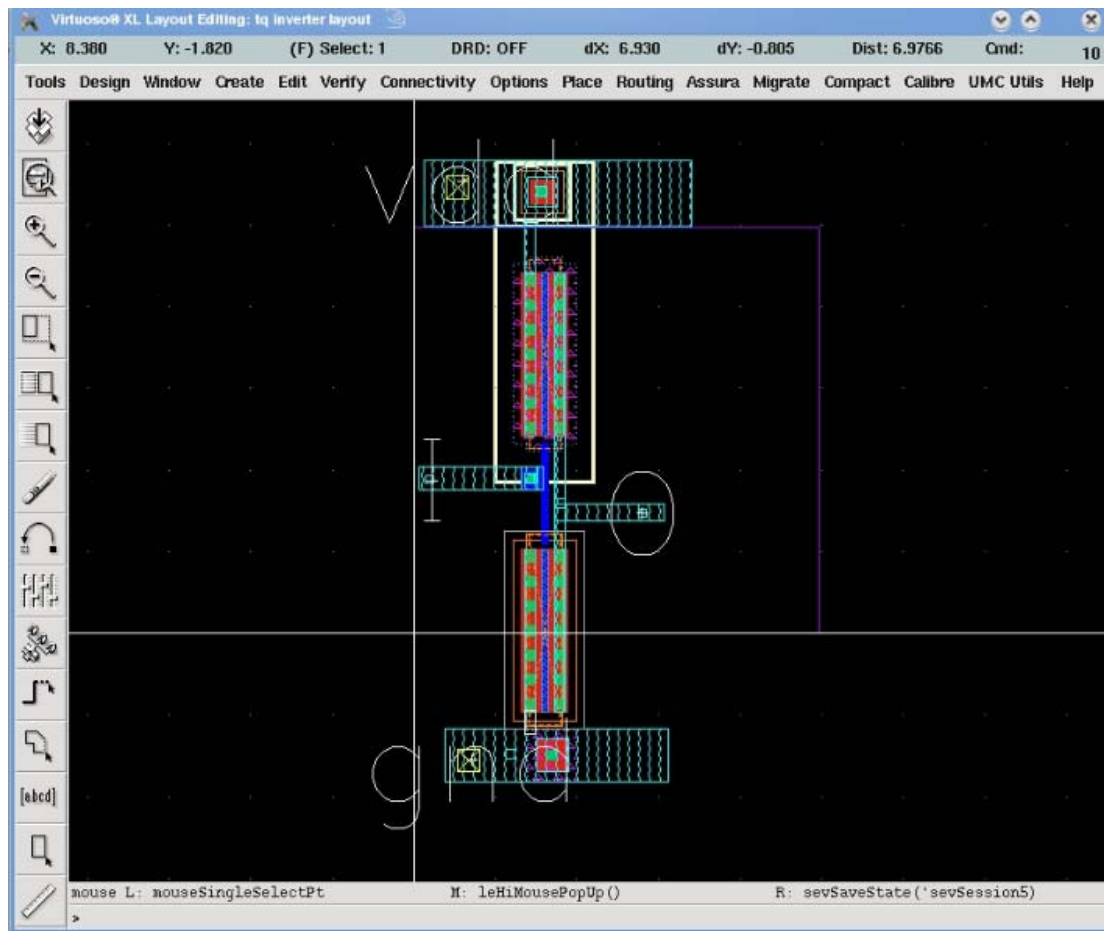 Virtuoso® XL Layout Editing: tq inverter layout
X: 8.380 Y: -1.820 (F) Select: 1 DRD: OFF dX: 6.930 dY: -0.805 Dist: 6.9766 Cmd: 10
Tools Design Window Create Edit Verify Connectivity Options Place Routing Assura Migrate Compact Calibre UMC Utils Help
vdd
I
O
gnd
[abcd]
mouse L: mouseSingleSelectPt M: leHiMousePopUp() R: sevSaveState('sevSession5)
>